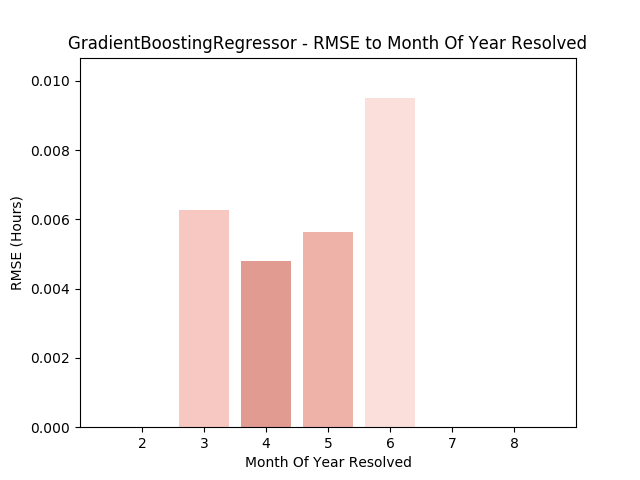 GradientBoostingRegressor - RMSE to Month Of Year Resolved
0.010
0.008
0.006
0.004
0.002
0.000
RMSE (Hours)
2 3 4 5 6 7 8
Month Of Year Resolved